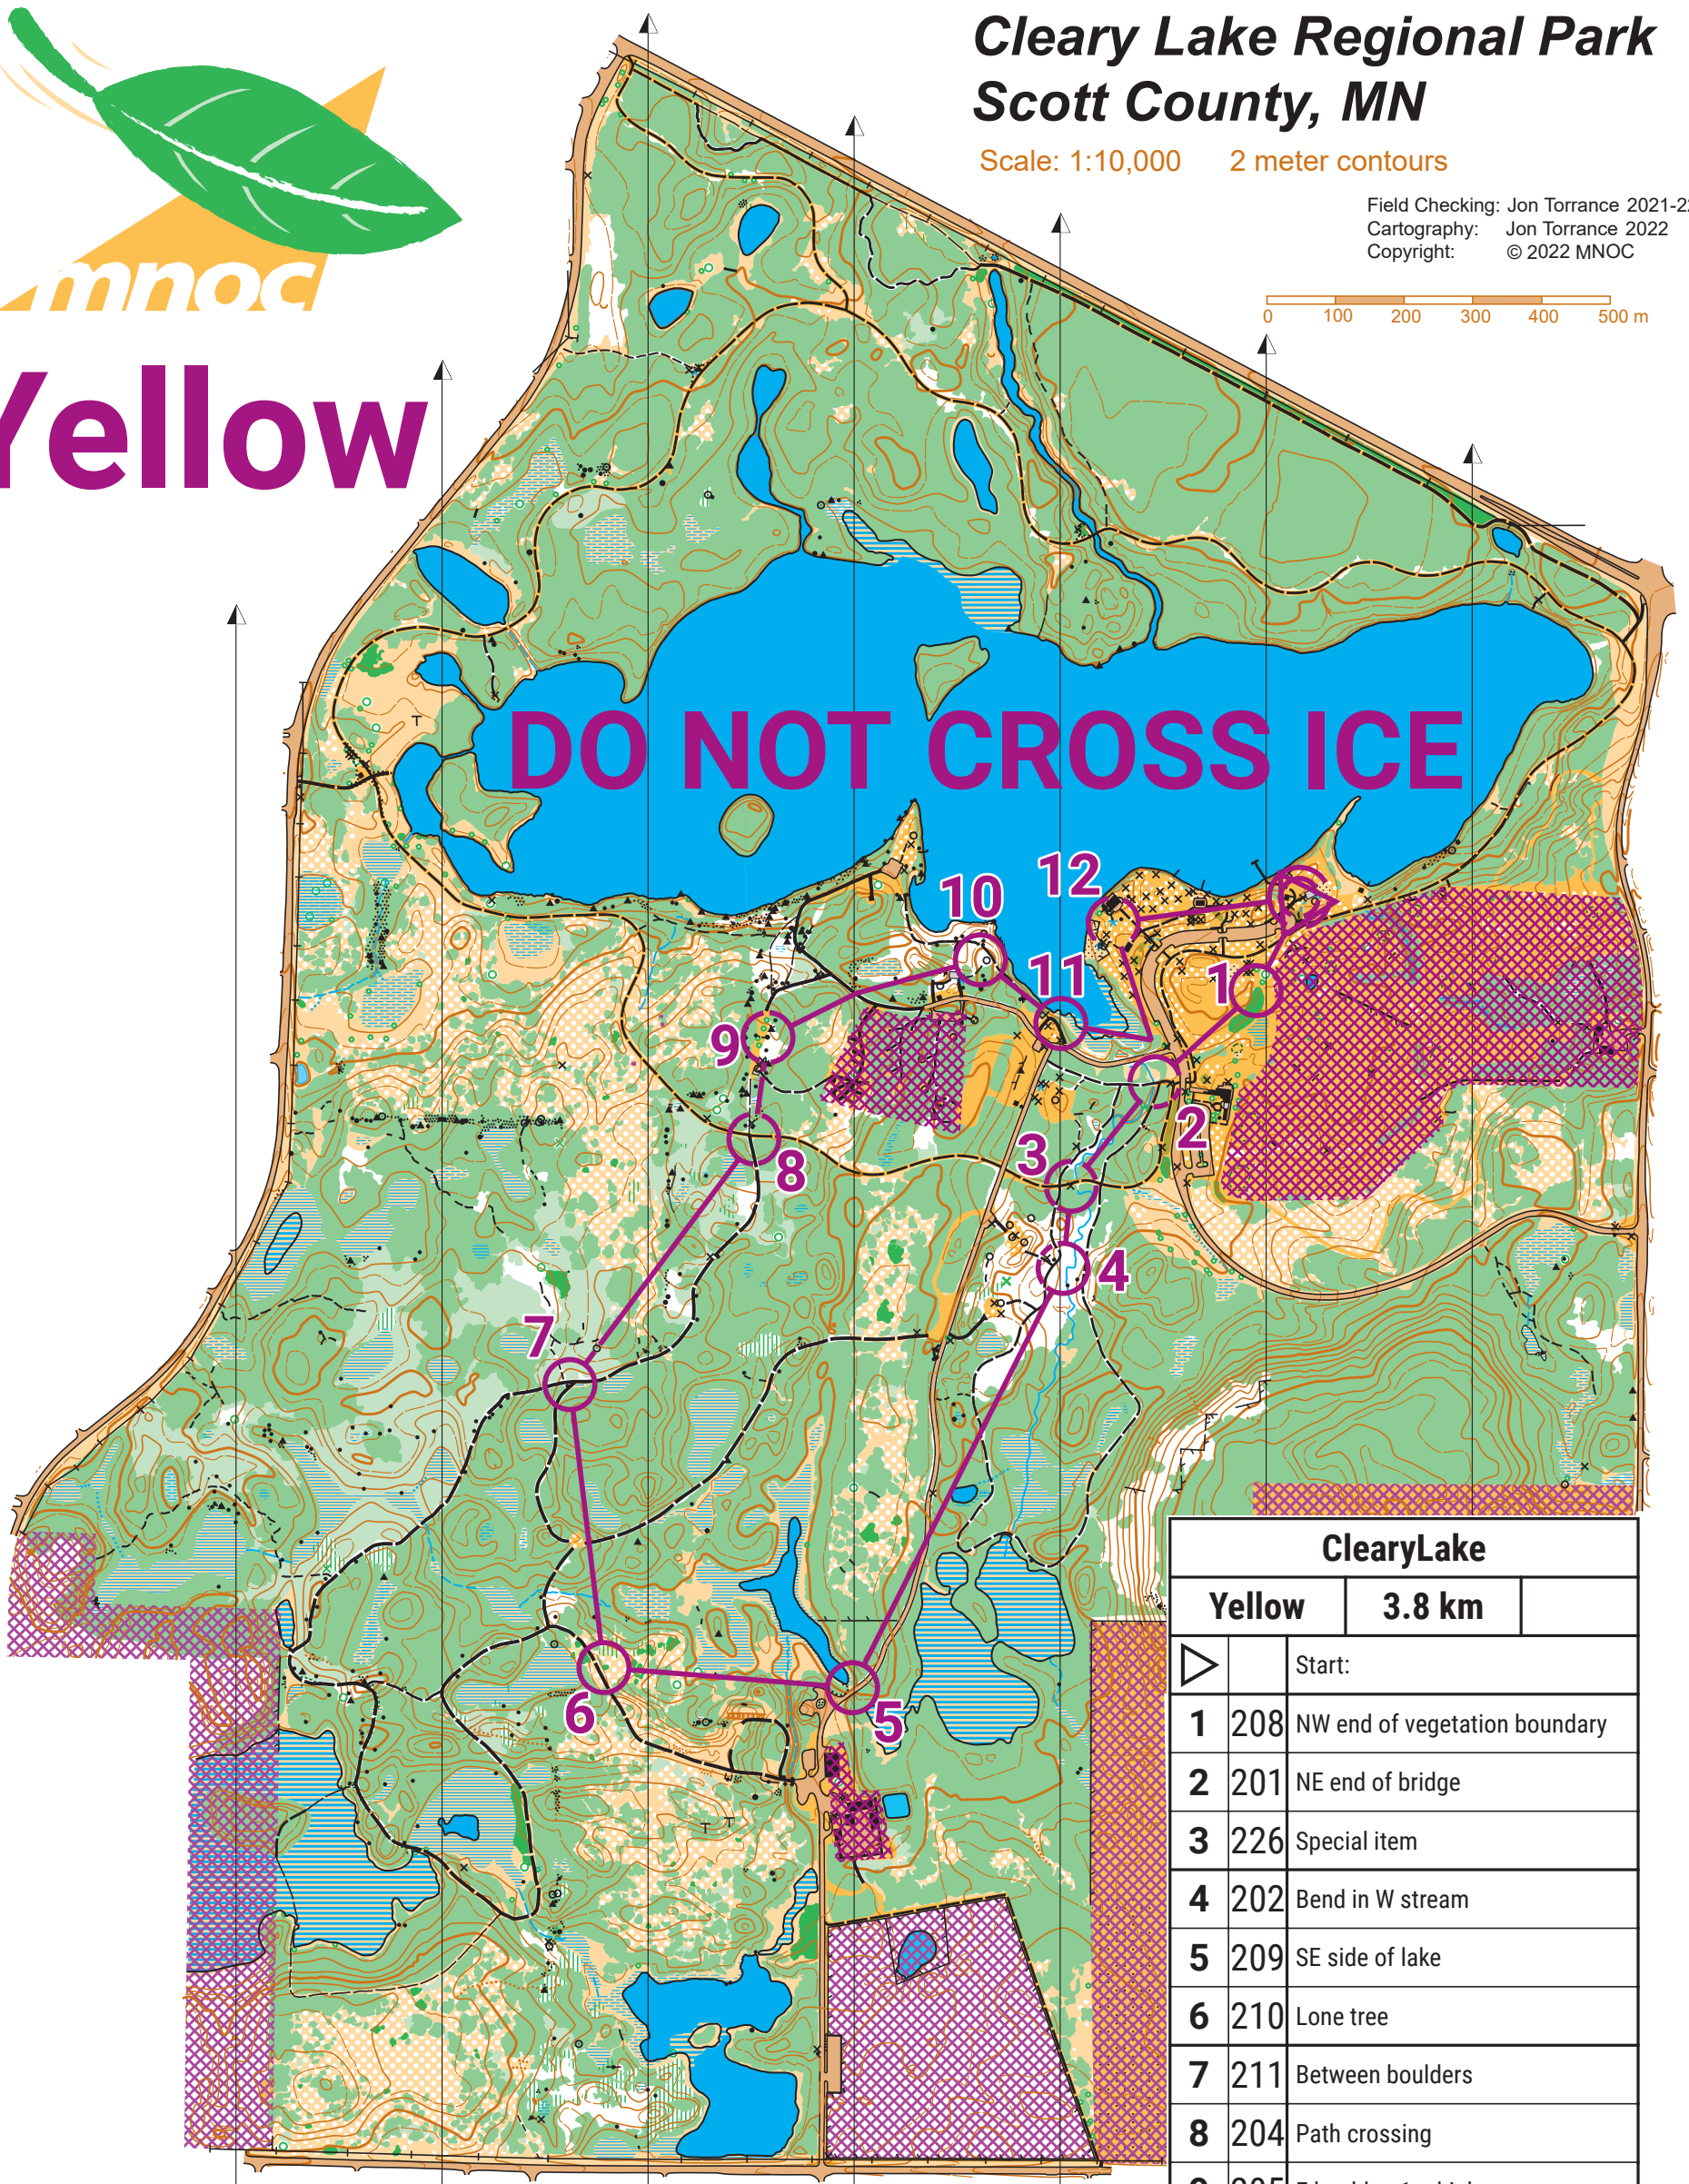 Cleary Lake Regional Park
Scott County, MN
Scale: 1:10,000 2 meter contours
Field Checking: Jon Torrance 2021-2
Cartography: Jon Torrance 2022
Copyright: © 2022 MNOC
0 100 200 300 400 500 m
mnoc
Yellow
DO NOT CROSS ICE
12
10
11
1
9
2
3
8
4
7
6
5
ClearyLake
Yellow 3.8 km
Start:
1 208 NW end of vegetation boundary
2 201 NE end of bridge
3 226 Special item
4 202 Bend in W stream
5 209 SE side of lake
6 210 Lone tree
7 211 Between boulders
8 204 Path crossing